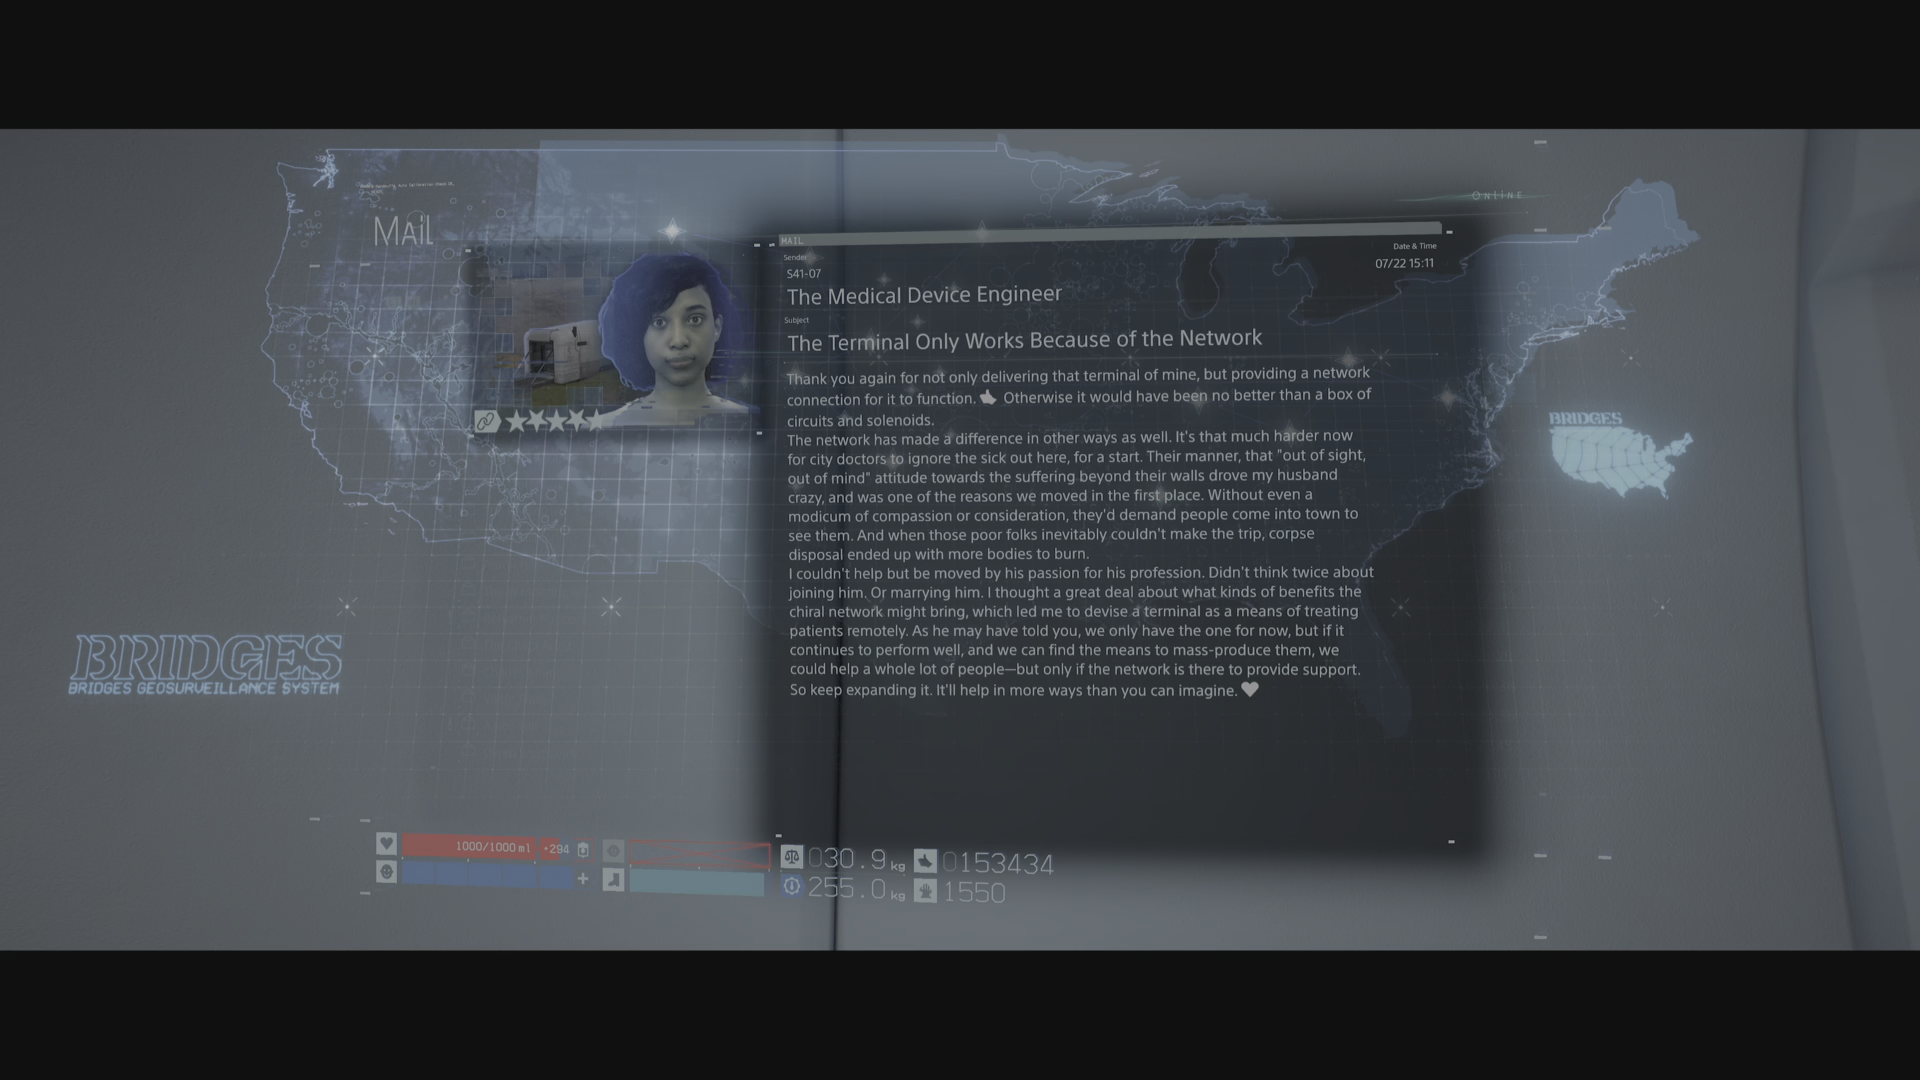 Mail
ONLINE
MAIL
Sender
Date & Time
S41-07
07/22 15:11
The Medical Device Engineer
Subject
The Terminal Only Works Because of the Network
Thank you again for not only delivering that terminal of mine, but providing a network
connection for it to function. Otherwise it would have been no better than a box of
circuits and solenoids.
The network has made a difference in other ways as well. It's that much harder now
for city doctors to ignore the sick out here, for a start. Their manner, that "out of sight,
out of mind" attitude towards the suffering beyond their walls drove my husband
crazy, and was one of the reasons we moved in the first place. Without even a
modicum of compassion or consideration, they'd demand people come into town to
see them. And when those poor folks inevitably couldn't make the trip, corpse
disposal ended up with more bodies to burn.
I couldn't help but be moved by his passion for his profession. Didn't think twice about
joining him. Or marrying him. I thought a great deal about what kinds of benefits the
chiral network might bring, which led me to devise a terminal as a means of treating
patients remotely. As he may have told you, we only have the one for now, but if it
continues to perform well, and we can find the means to mass-produce them, we
could help a whole lot of people—but only if the network is there to provide support.
So keep expanding it. It'll help in more ways than you can imagine.
BRIDGES
BRIDGES
BRIDGES GEOSURVEILLANCE SYSTEM
1000/1000 ml +294
030.9 kg 0153434
255.0 kg 1550